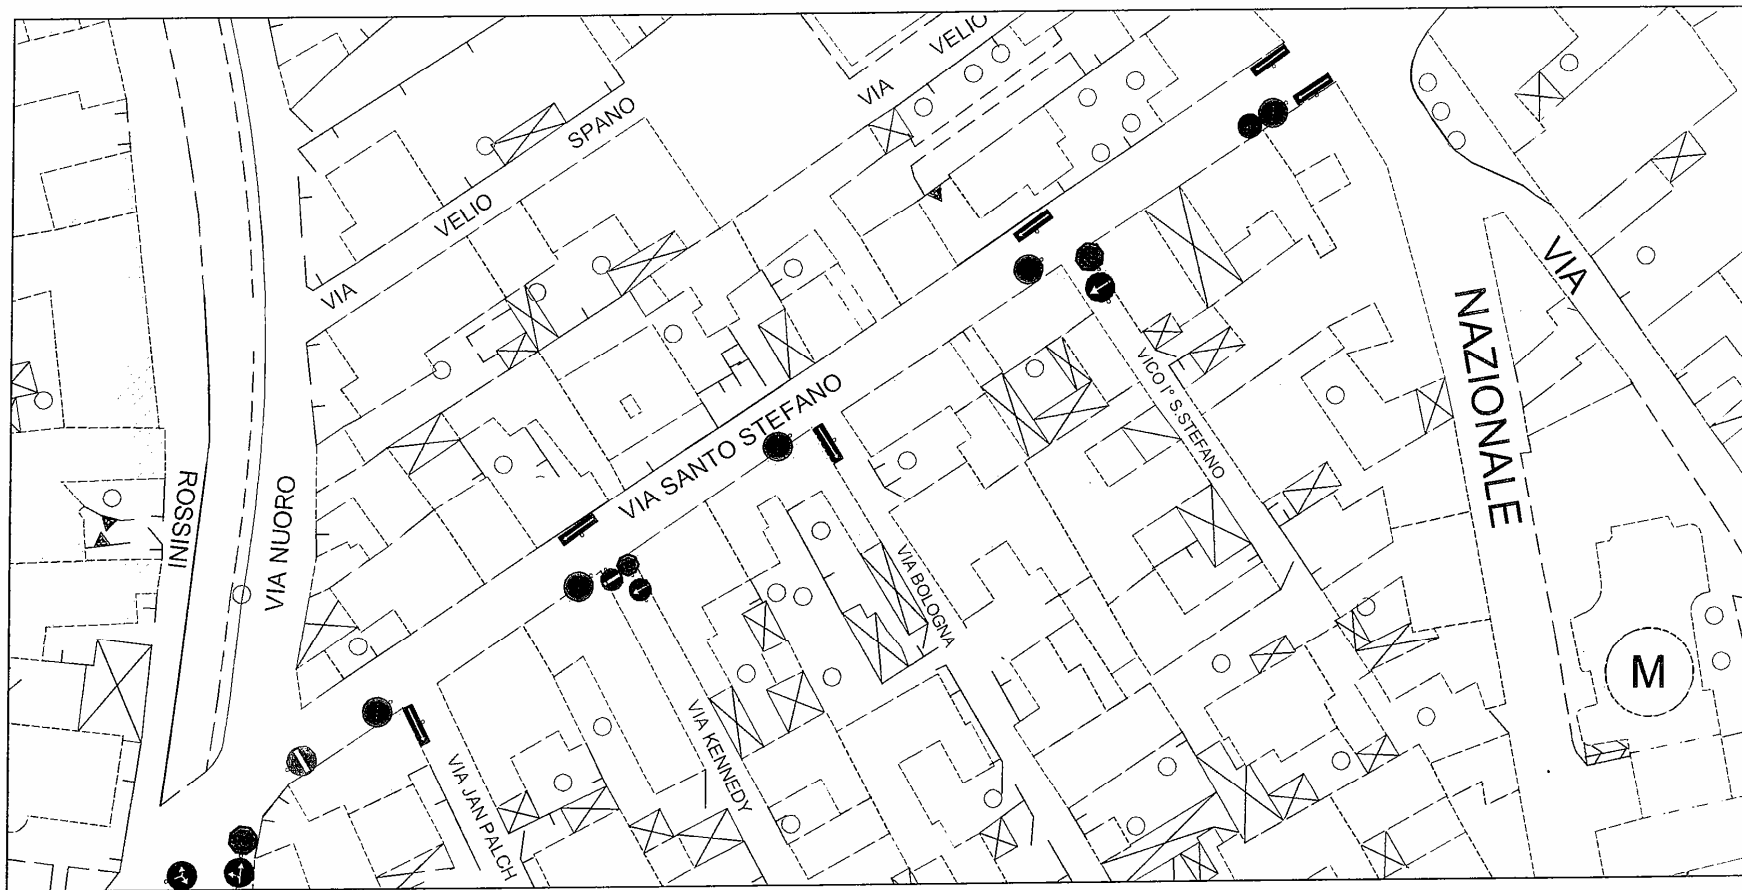 VIA VELIO
VIA VELIO SPANO
VIA
NAZIONALE
VICO I° S.STEFANO
VIA SANTO STEFANO
ROSSINI
VIA NUORO
VIA BOLOGNA
M
VIA KENNEDY
VIA JAN PALCH